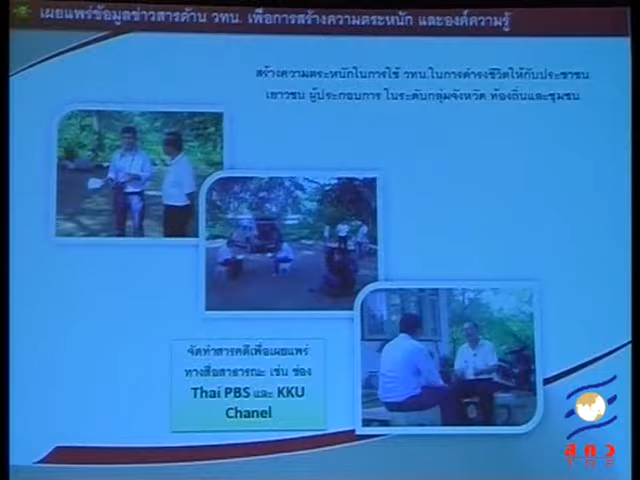 เผยแพร่ข้อมูลข่าวสารด้าน วทน. เพื่อการสร้างความตระหนัก และองค์ความรู้
สร้างความตระหนักในการใช้ วทน.ในการดำรงชีวิตให้กับประชาชน
เยาวชน ผู้ประกอบการ ในระดับกลุ่มจังหวัด ท้องถิ่นและชุมชน
จัดทำสารคดีเพื่อเผยแพร่
ทางสื่อสาธารณะ เช่น ช่อง
Thai PBS และ KKU
Chanel
สกว
TRF